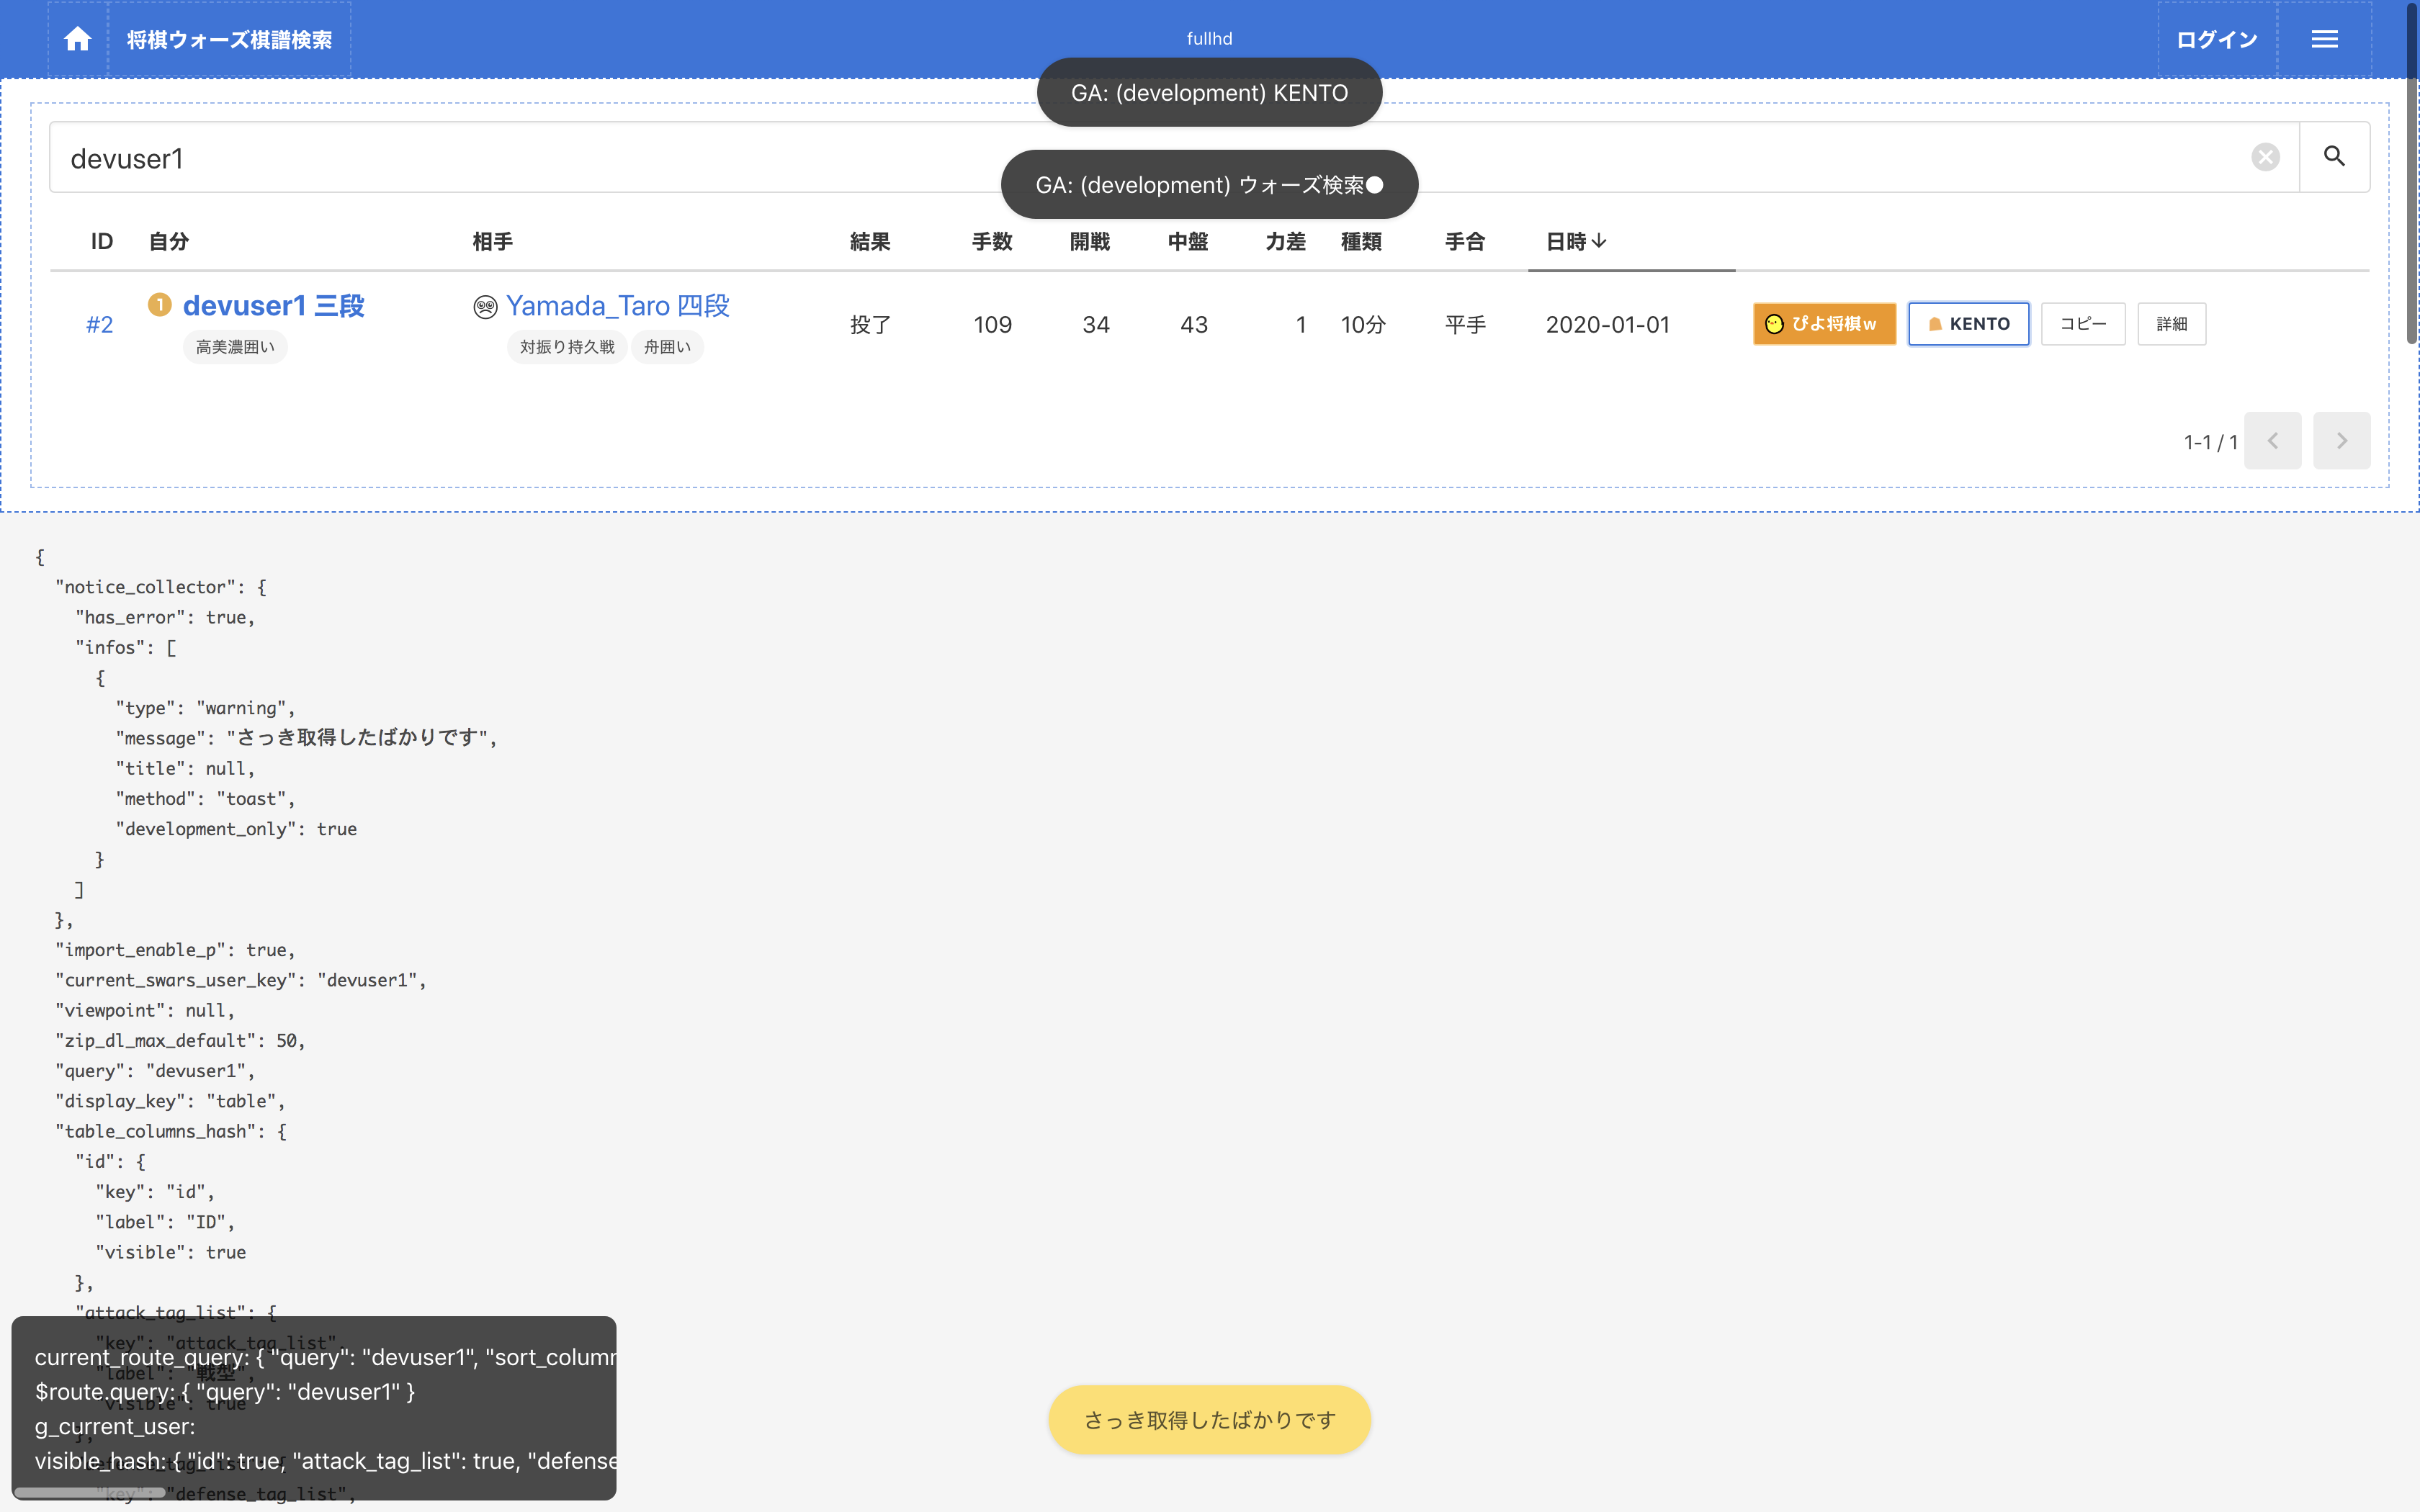 将棋ウォーズ棋譜検索
fullhd
ログイン
GA: (development) KENTO
devuser1
GA: (development) ウォーズ検索●
ID 自分 相手 結果 手数 開戦 中盤 力差 種類 手合 日時
#2 1 devuser1 三段 Yamada_Taro 四段 投了 109 34 43 1 10分 平手 2020-01-01 ぴよ将棋w KENTO コピー 詳細
高美濃囲い 対振り持久戦 舟囲い
1-1 / 1
{
"notice_collector": {
"has_error": true,
"infos": [
{
"type": "warning",
"message": "さっき取得したばかりです",
"title": null,
"method": "toast",
"development_only": true
}
]
},
"import_enable_p": true,
"current_swars_user_key": "devuser1",
"viewpoint": null,
"zip_dl_max_default": 50,
"query": "devuser1",
"display_key": "table",
"table_columns_hash": {
"id": {
"key": "id",
"label": "ID",
"visible": true
},
"attack_tag_list": {
"key": "attack_tag_list",
current_route_query: { "query": "devuser1", "sort_column
"label": "戦型",
$route.query: { "query": "devuser1" }
"visible": true
g_current_user:
},
visible_hash: { "id": true, "attack_tag_list": true, "defense
"key": "defense_tag_list",
さっき取得したばかりです